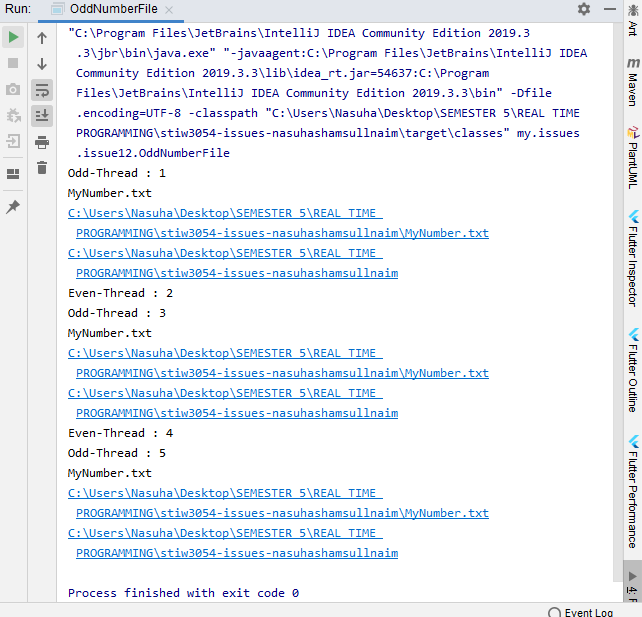 Run: OddNumberFile ×
"C:\Program Files\JetBrains\IntelliJ IDEA Community Edition 2019.3
.3\jbr\bin\java.exe" "-javaagent:C:\Program Files\JetBrains\IntelliJ IDEA
Community Edition 2019.3.3\lib\idea_rt.jar=54637:C:\Program
Files\JetBrains\IntelliJ IDEA Community Edition 2019.3.3\bin" -Dfile
.encoding=UTF-8 -classpath "C:\Users\Nasuha\Desktop\SEMESTER 5\REAL TIME
PROGRAMMING\stiw3054-issues-nasuhashamsullnaim\target\classes" my.issues
.issue12.OddNumberFile
Odd-Thread : 1
MyNumber.txt
C:\Users\Nasuha\Desktop\SEMESTER 5\REAL TIME
PROGRAMMING\stiw3054-issues-nasuhashamsullnaim\MyNumber.txt
C:\Users\Nasuha\Desktop\SEMESTER 5\REAL TIME
PROGRAMMING\stiw3054-issues-nasuhashamsullnaim
Even-Thread : 2
Odd-Thread : 3
MyNumber.txt
C:\Users\Nasuha\Desktop\SEMESTER 5\REAL TIME
PROGRAMMING\stiw3054-issues-nasuhashamsullnaim\MyNumber.txt
C:\Users\Nasuha\Desktop\SEMESTER 5\REAL TIME
PROGRAMMING\stiw3054-issues-nasuhashamsullnaim
Even-Thread : 4
Odd-Thread : 5
MyNumber.txt
C:\Users\Nasuha\Desktop\SEMESTER 5\REAL TIME
PROGRAMMING\stiw3054-issues-nasuhashamsullnaim\MyNumber.txt
C:\Users\Nasuha\Desktop\SEMESTER 5\REAL TIME
PROGRAMMING\stiw3054-issues-nasuhashamsullnaim
Process finished with exit code 0
Ant
Maven
PlantUML
Flutter Inspector
Flutter Outline
Flutter Performance
4:
Event Log